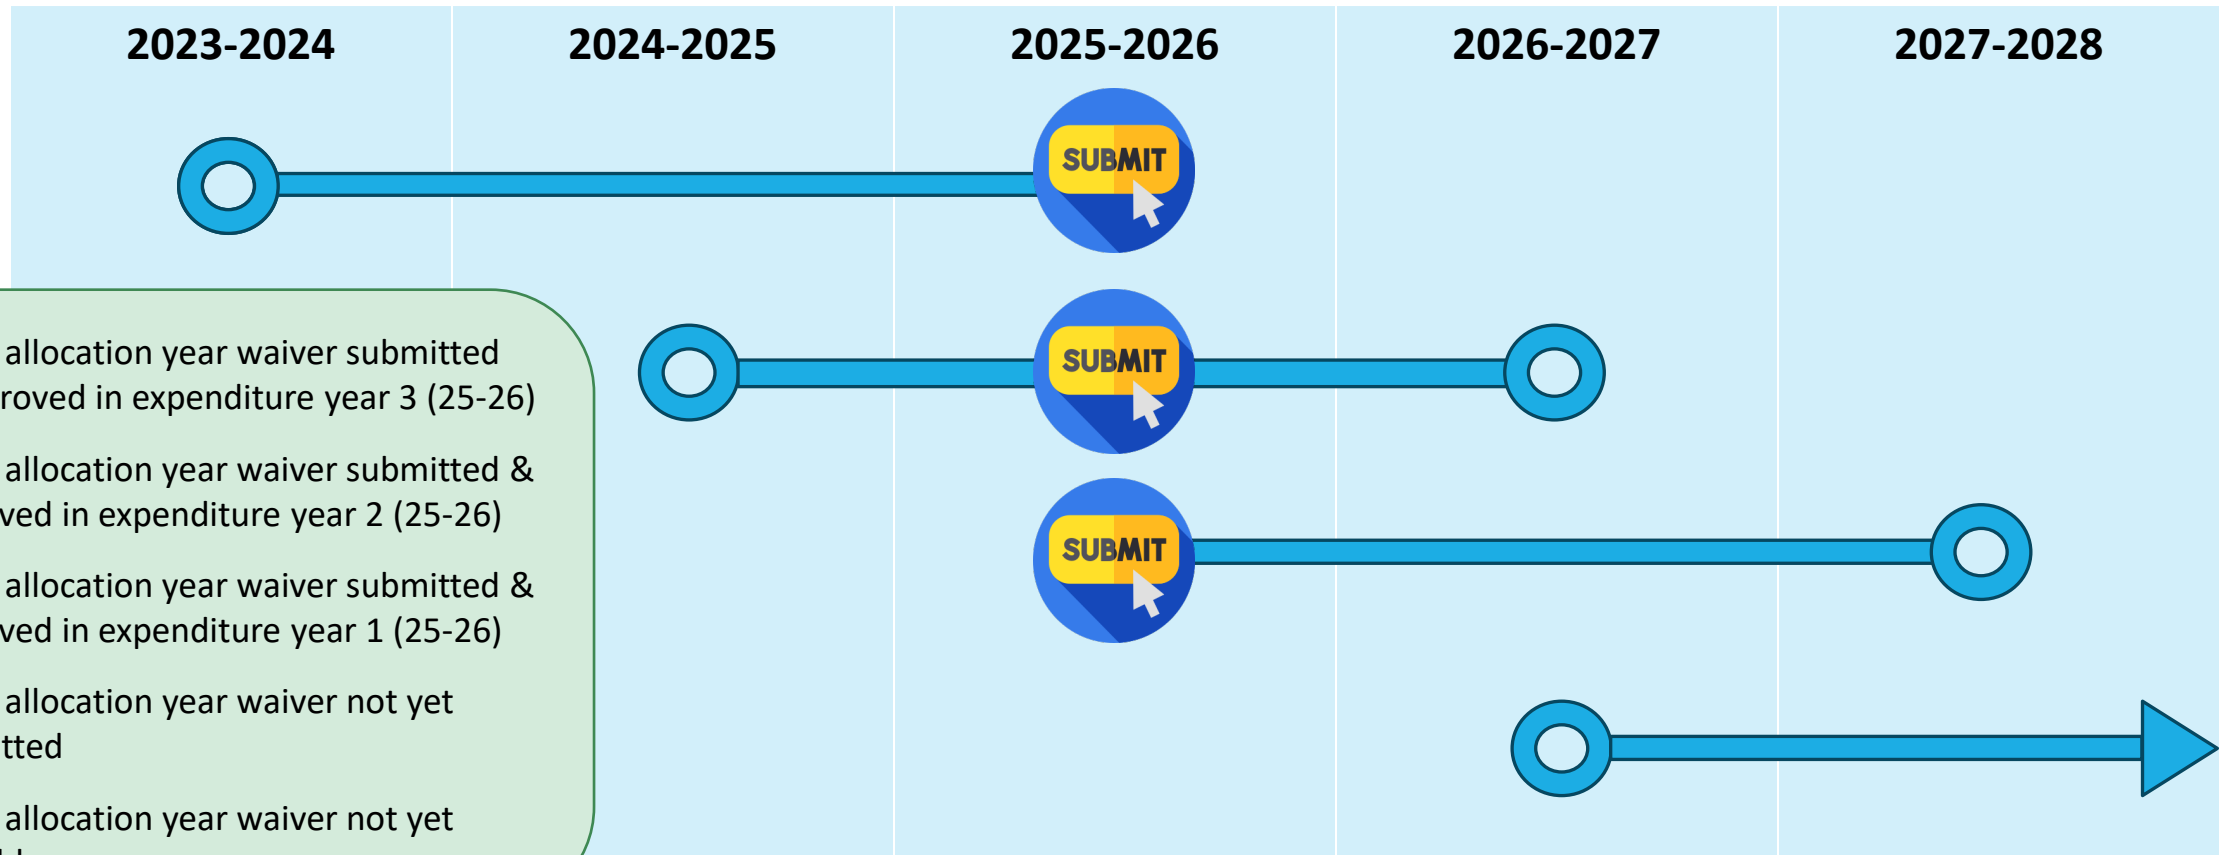 2023-2024 2024-2025 2025-2026 2026-2027 2027-2028
SUBMIT
SUBMIT
allocation year waiver submitted
roved in expenditure year 3 (25-26)
allocation year waiver submitted &
ved in expenditure year 2 (25-26)
SUBMIT
allocation year waiver submitted &
ved in expenditure year 1 (25-26)
allocation year waiver not yet
tted
allocation year waiver not yet